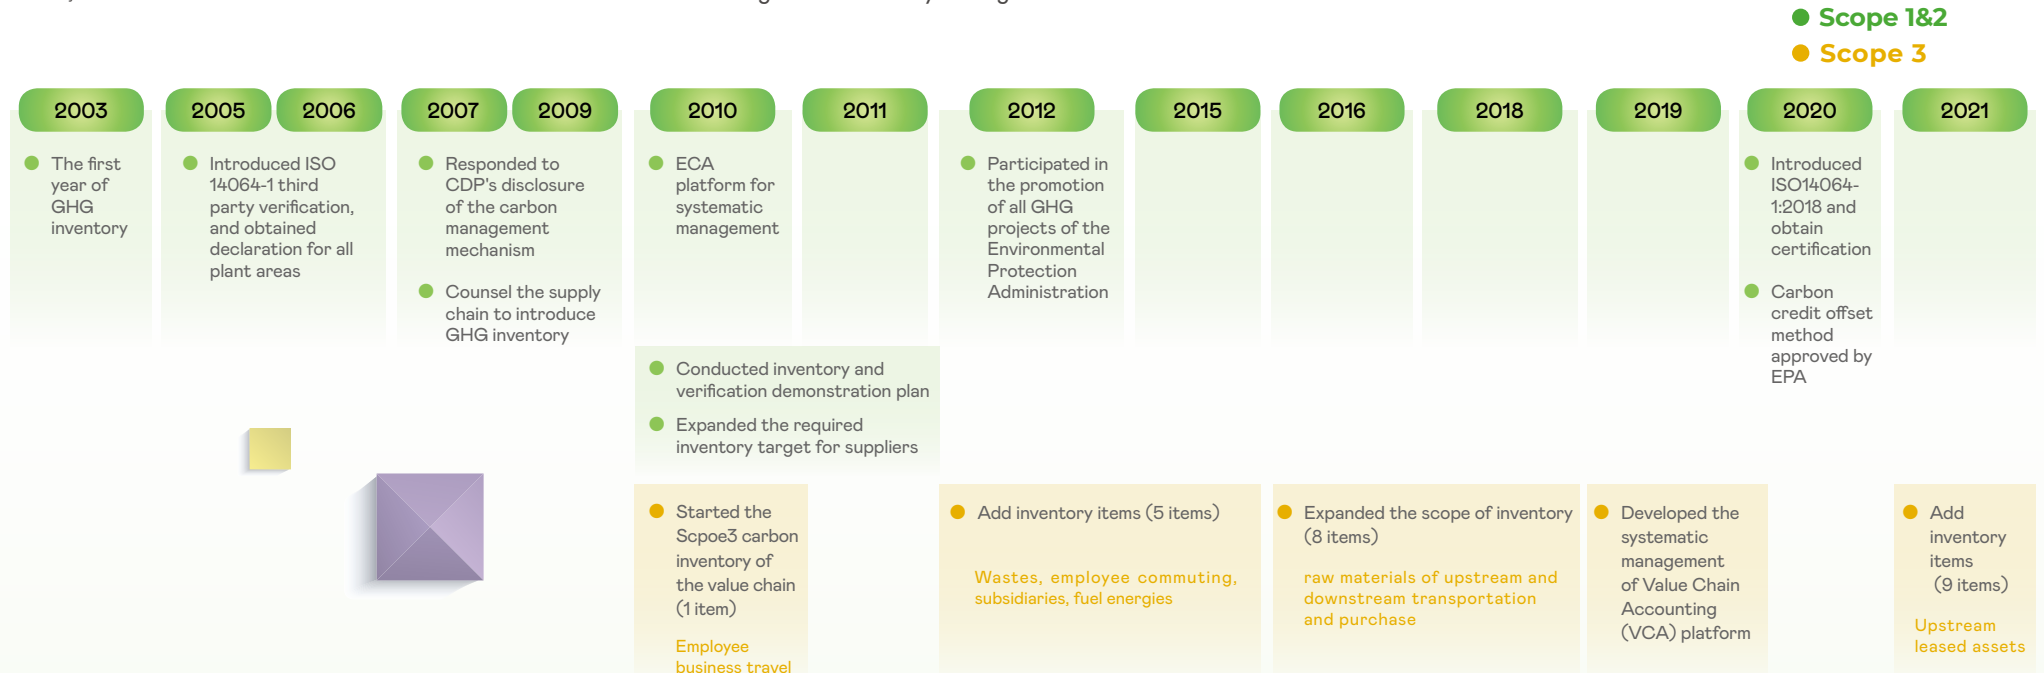 Scope 1&2
Scope 3
2003
2005
2006
2007
2009
2010
2011
2012
2015
2016
2018
2019
2020
2021
The first
year of
GHG
inventory
Introduced ISO
14064-1 third
party verification,
and obtained
declaration for all
plant areas
Responded to
CDP's disclosure
of the carbon
management
mechanism
Counsel the supply
chain to introduce
GHG inventory
ECA
platform for
systematic
management
Conducted inventory and
verification demonstration plan
Expanded the required
inventory target for suppliers
Participated in
the promotion
of all GHG
projects of the
Environmental
Protection
Administration
Introduced
ISO14064-
1:2018 and
obtain
certification
Carbon
credit offset
method
approved by
EPA
Started the
Scpoe3 carbon
inventory of
the value chain
(1 item)
Employee
business travel
Add inventory items (5 items)
Wastes, employee commuting,
subsidiaries, fuel energies
Expanded the scope of inventory
(8 items)
raw materials of upstream and
downstream transportation
and purchase
Developed the
systematic
management
of Value Chain
Accounting
(VCA) platform
Add
inventory
items
(9 items)
Upstream
leased assets